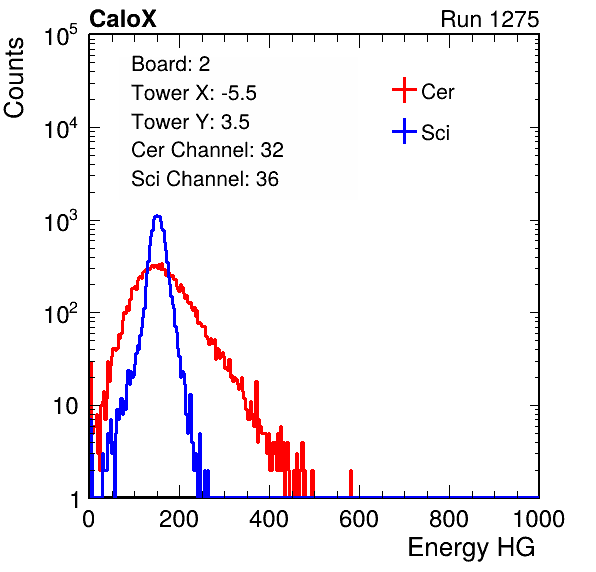 CaloX Run 1275
Counts
10^5
10^4
10^3
10^2
10
1
Board: 2
Tower X: -5.5
Tower Y: 3.5
Cer Channel: 32
Sci Channel: 36
Cer
Sci
0 200 400 600 800 1000
Energy HG